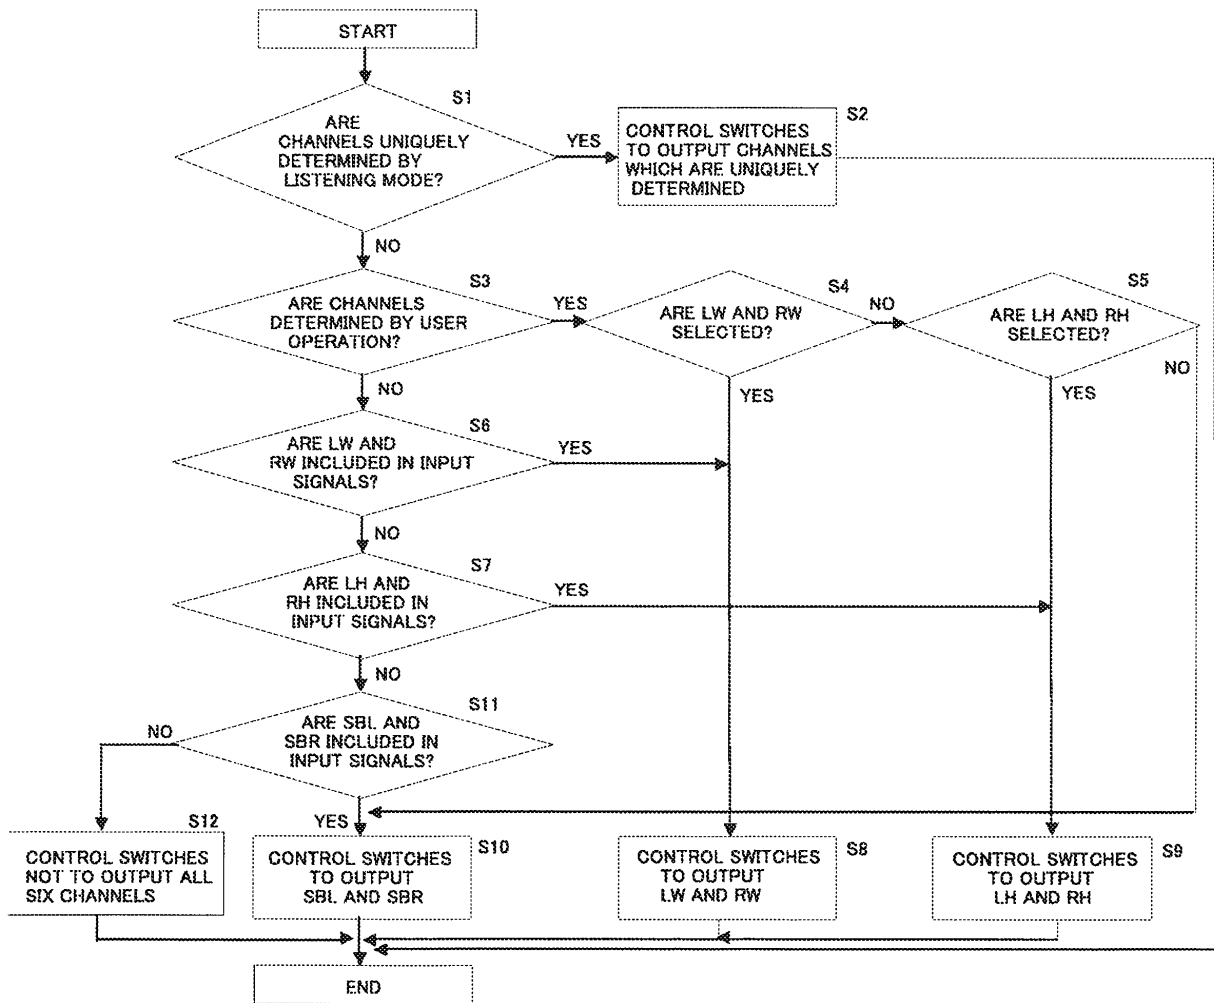 START
S1
ARE
CHANNELS UNIQUELY
DETERMINED BY
LISTENING MODE?
YES
S2
CONTROL SWITCHES
TO OUTPUT CHANNELS
WHICH ARE UNIQUELY
DETERMINED
NO
S3
ARE CHANNELS
DETERMINED BY USER
OPERATION?
YES
S4
ARE LW AND RW
SELECTED?
NO
S5
ARE LH AND RH
SELECTED?
NO
NO
YES
YES
S6
ARE LW AND
RW INCLUDED IN INPUT
SIGNALS?
YES
NO
S7
ARE LH AND
RH INCLUDED IN
INPUT SIGNALS?
YES
NO
S11
ARE SBL AND
SBR INCLUDED IN
INPUT SIGNALS?
NO
YES
S12
CONTROL SWITCHES
NOT TO OUTPUT ALL
SIX CHANNELS
S10
CONTROL SWITCHES
TO OUTPUT
SBL AND SBR
S8
CONTROL SWITCHES
TO OUTPUT
LW AND RW
S9
CONTROL SWITCHES
TO OUTPUT
LH AND RH
END